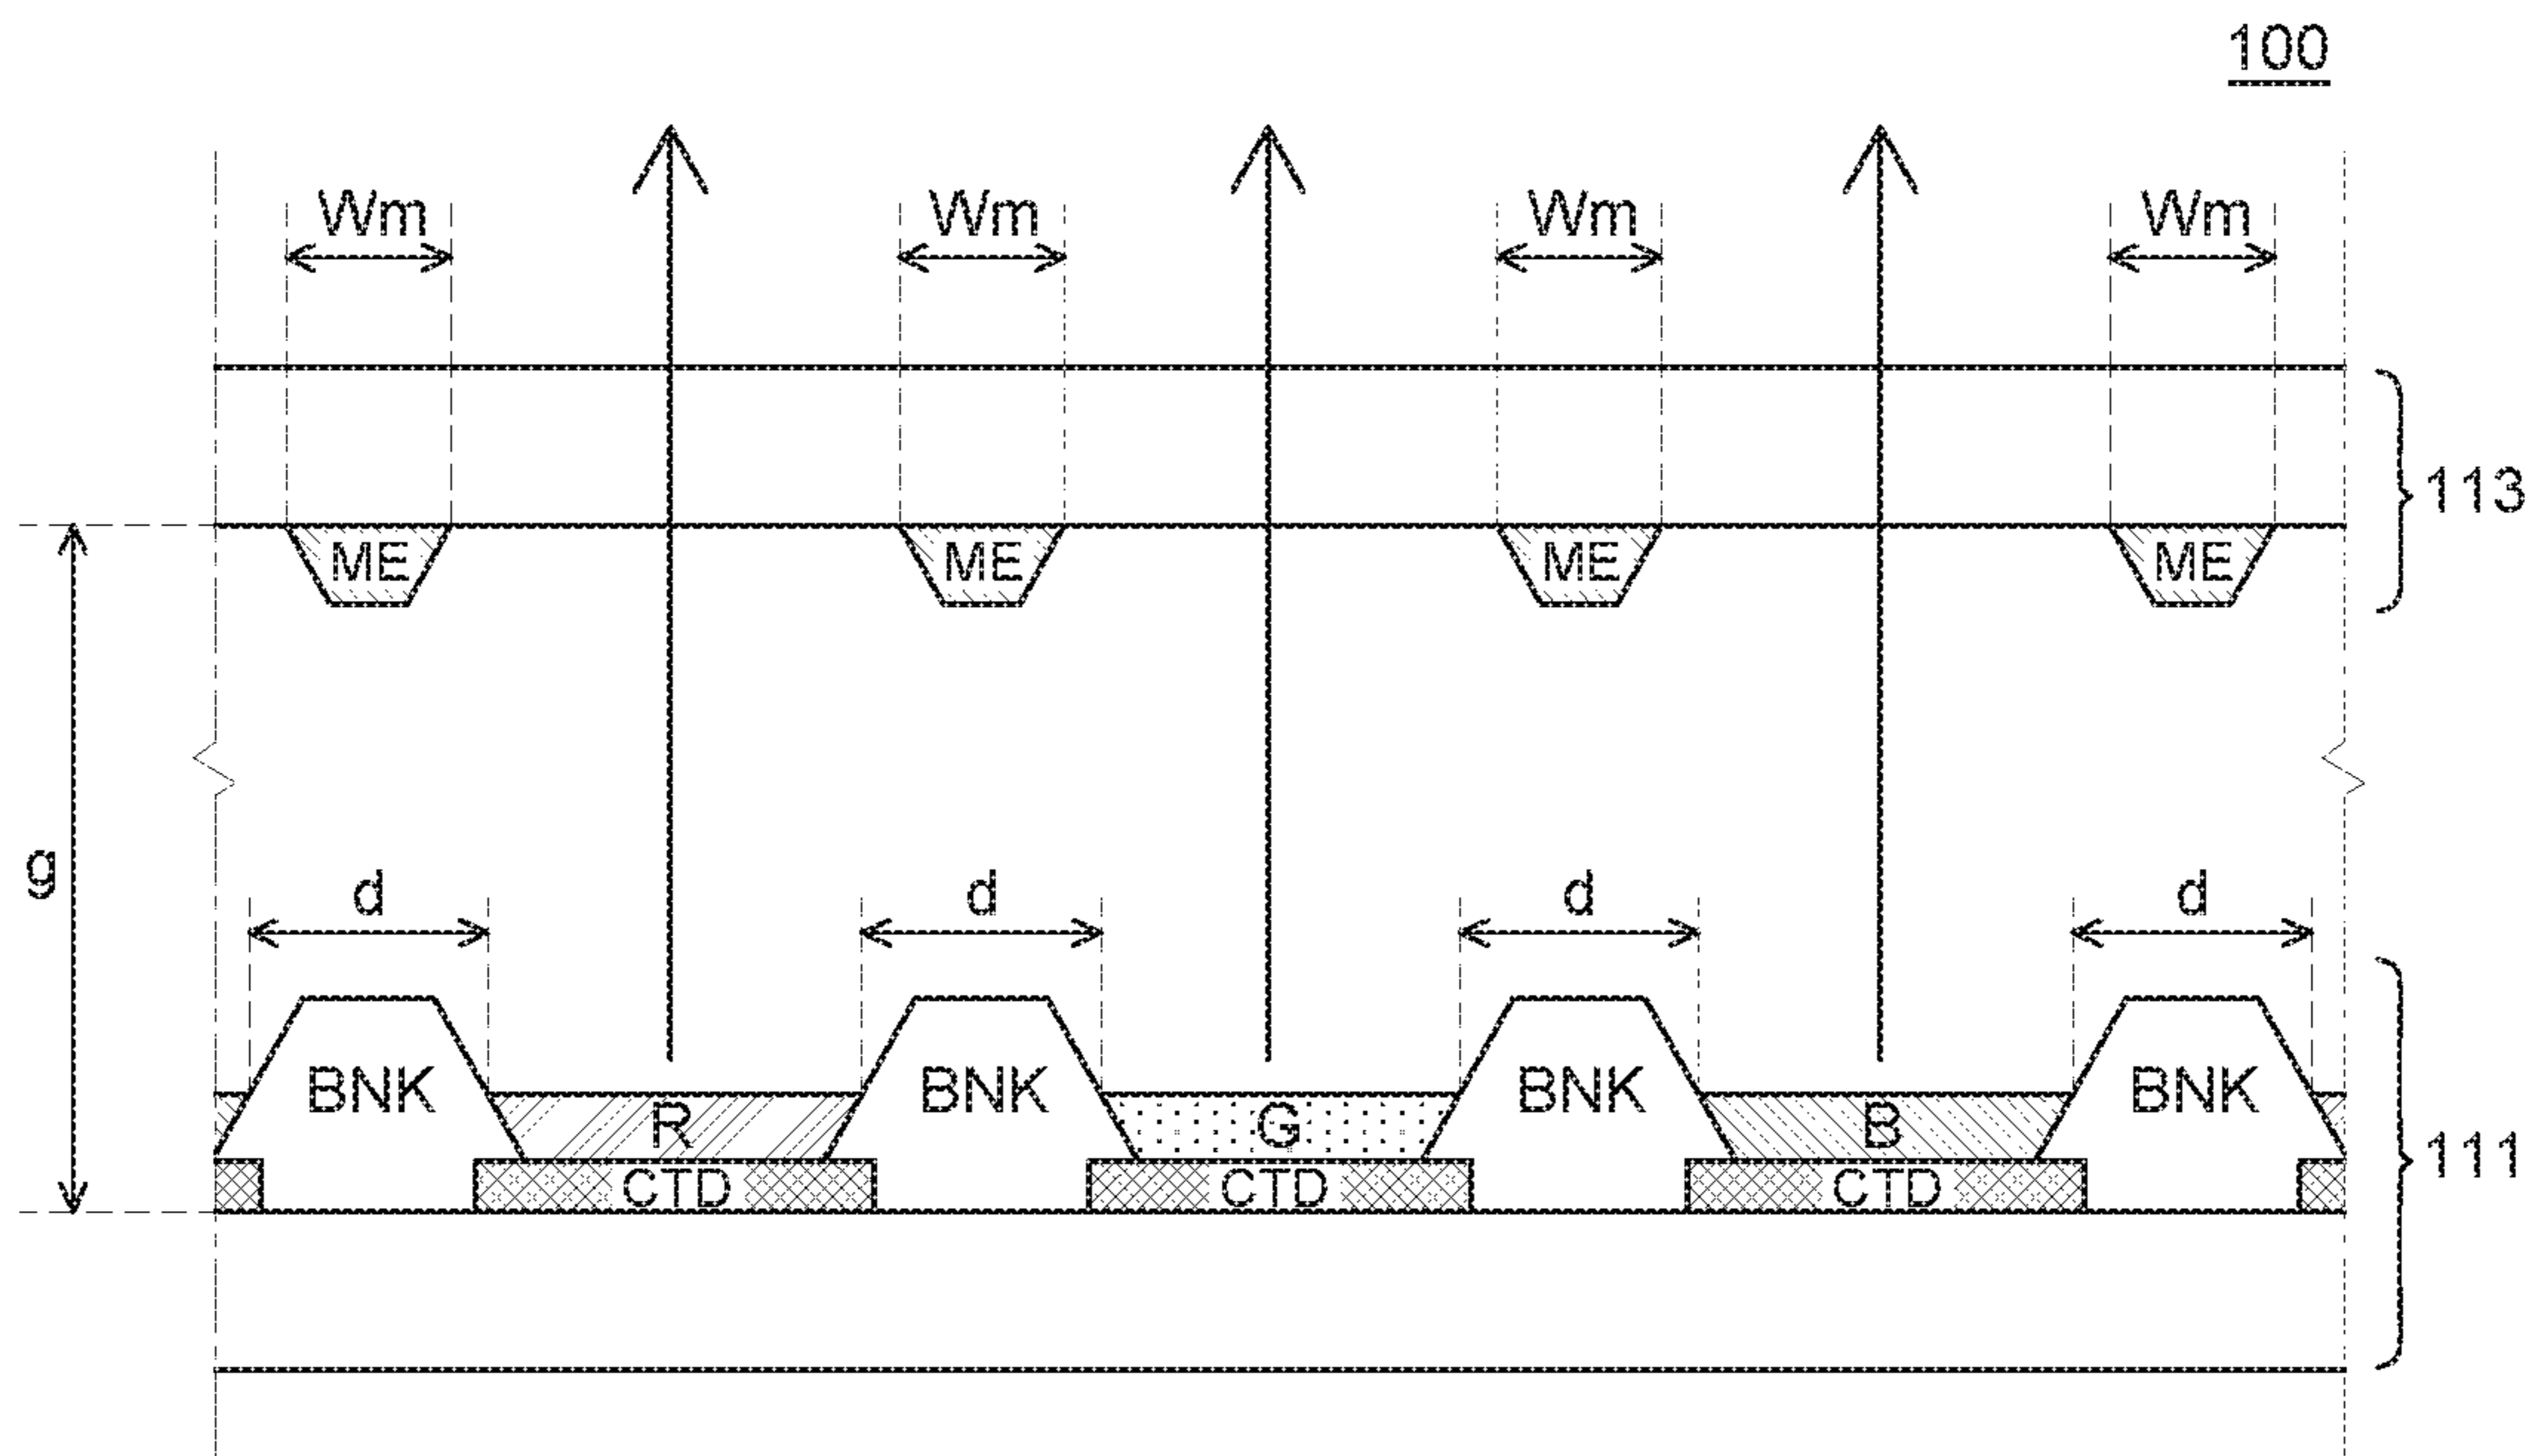 100
Wm Wm Wm Wm
113
ME ME ME ME
g
d d d d
BNK BNK BNK BNK
R G B
111
CTD CTD CTD